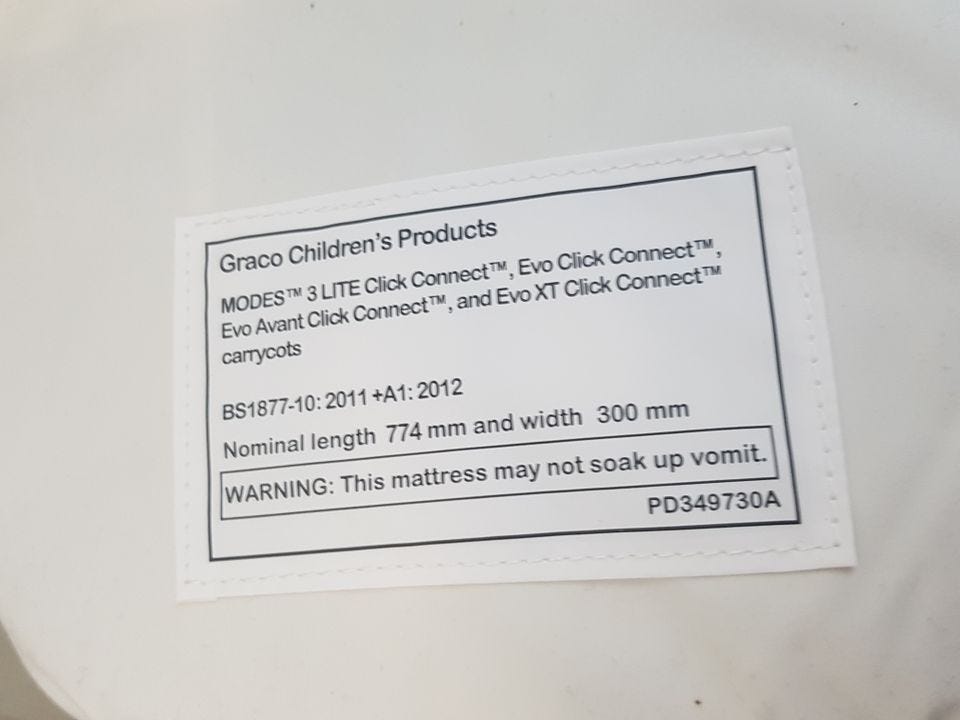 Graco Children's Products
MODES™ 3 LITE Click Connect™, Evo Click Connect™,
Evo Avant Click Connect™, and Evo XT Click Connect™
carrycots
BS1877-10: 2011 +A1: 2012
Nominal length 774 mm and width 300 mm
WARNING: This mattress may not soak up vomit.
PD349730A